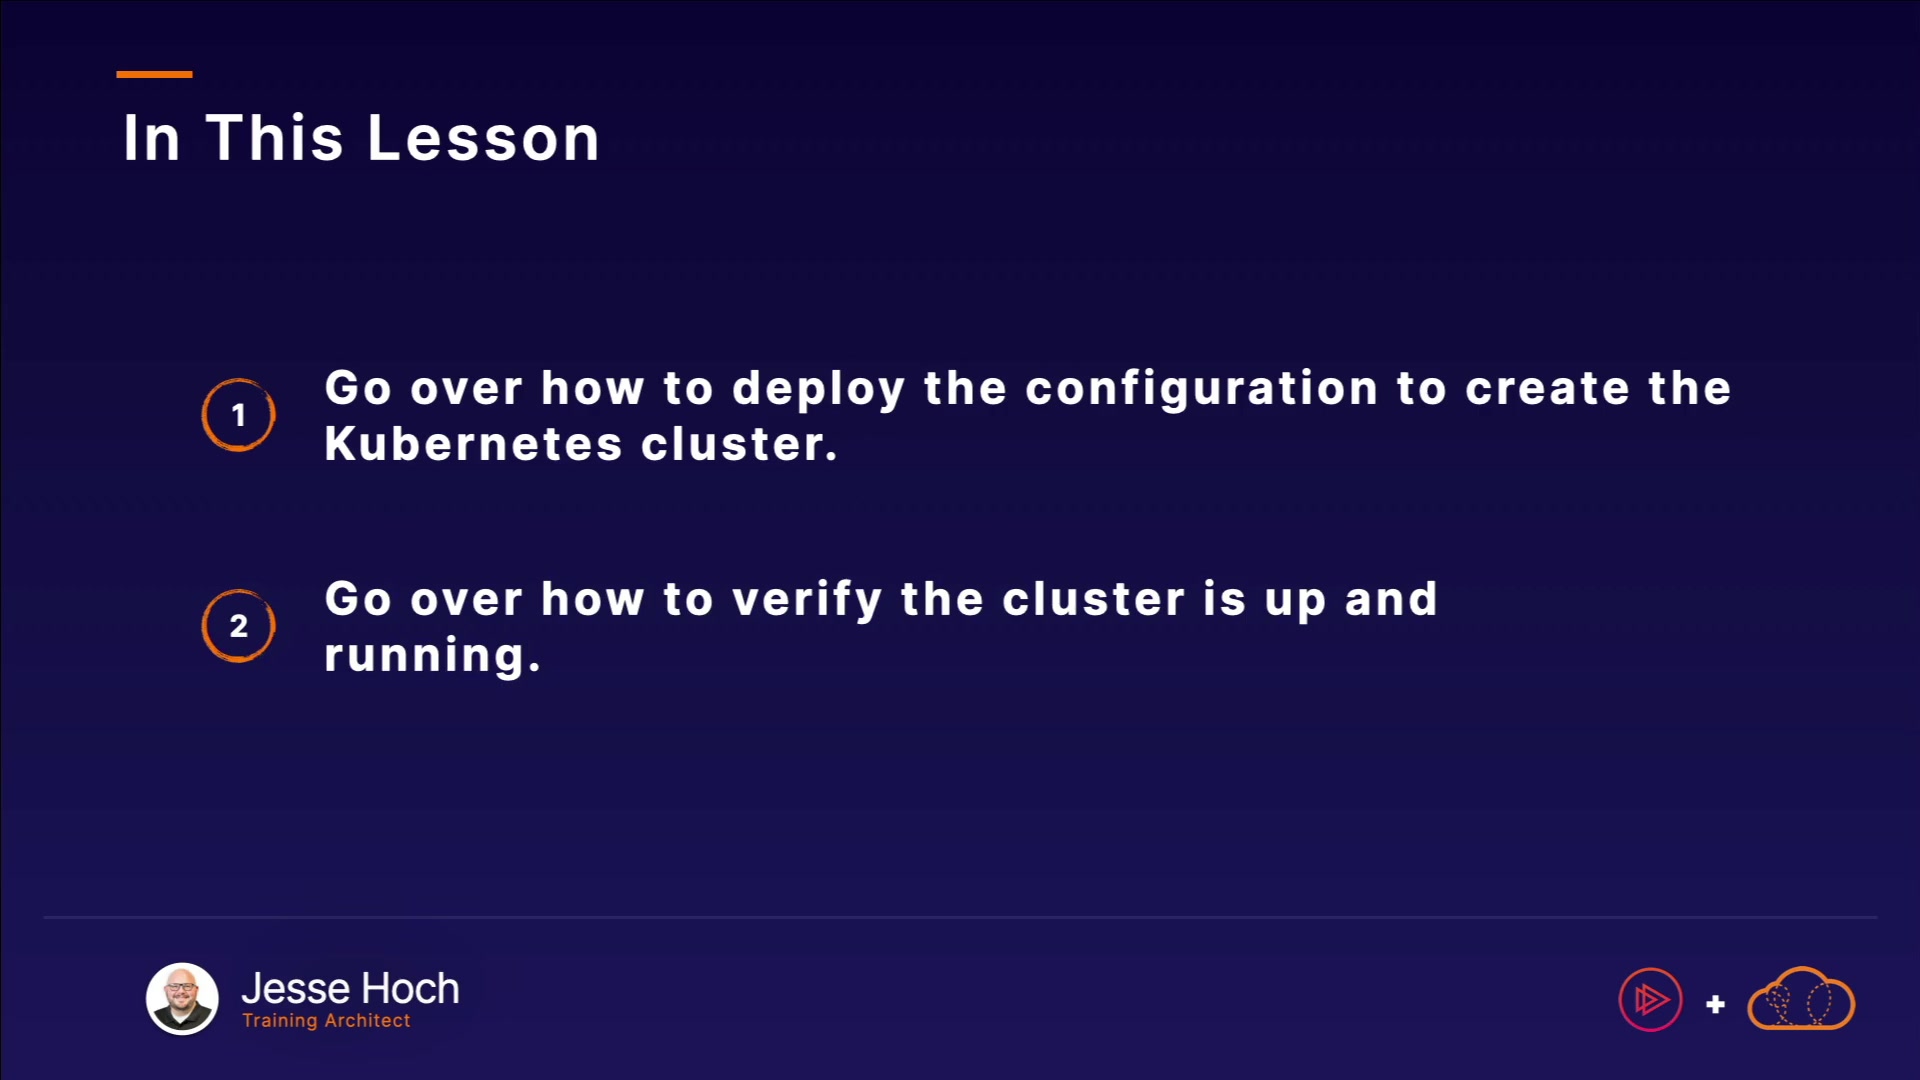 In This Lesson
1
Go over how to deploy the configuration to create the
Kubernetes cluster.
2
Go over how to verify the cluster is up and
running.
Jesse Hoch
Training Architect
+